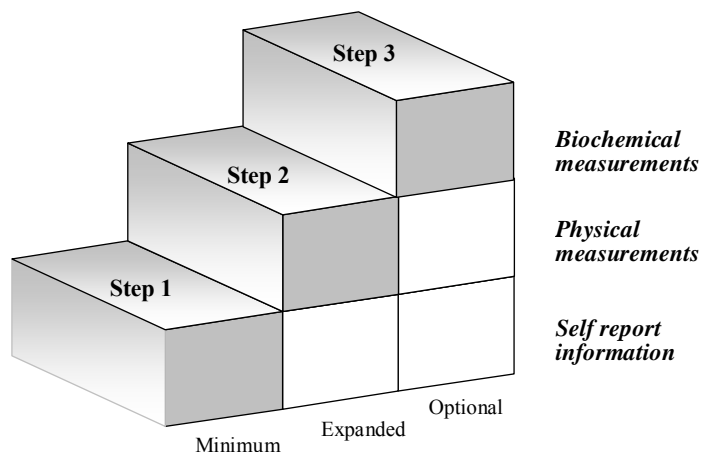 Step 3
Biochemical
measurements
Step 2
Physical
measurements
Step 1
Self report
information
Minimum
Expanded
Optional